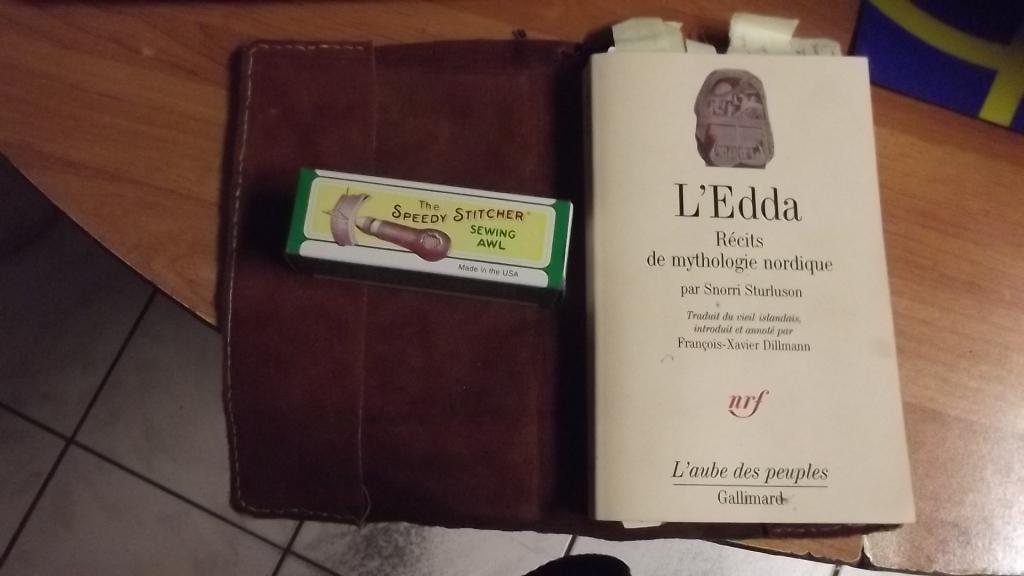 The
SPEEDY STITCHER®
SEWING
AWL
Made in the USA
L'Edda
Récits
de mythologie nordique
par Snorri Sturluson
Traduit du vieil islandais,
introduit et annoté par
François-Xavier Dillmann
nrf
L'aube des peuples
Gallimard